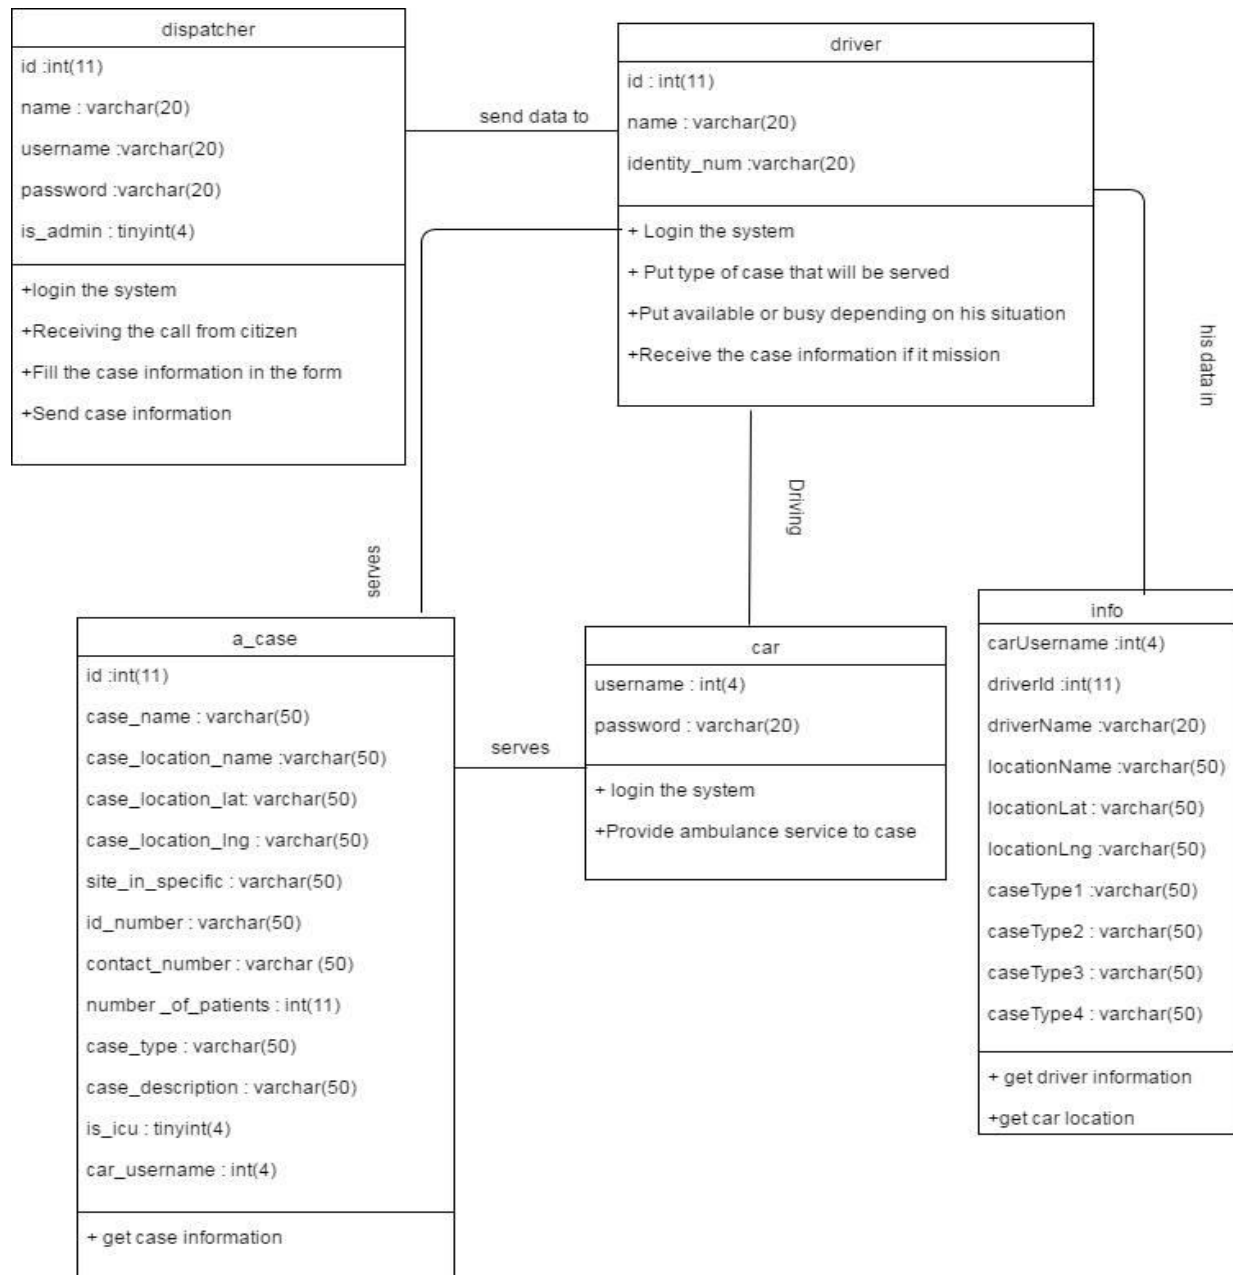 dispatcher
id :int(11)
name : varchar(20)
username :varchar(20)
password :varchar(20)
is_admin : tinyint(4)
+login the system
+Receiving the call from citizen
+Fill the case information in the form
+Send case information
send data to
driver
id : int(11)
name : varchar(20)
identity_num :varchar(20)
+ Login the system
+ Put type of case that will be served
+Put available or busy depending on his situation
+Receive the case information if it mission
his data in
Driving
serves
a_case
id :int(11)
case_name : varchar(50)
case_location_name :varchar(50)
case_location_lat: varchar(50)
case_location_lng : varchar(50)
site_in_specific : varchar(50)
id_number : varchar(50)
contact_number : varchar (50)
number _of_patients : int(11)
case_type : varchar(50)
case_description : varchar(50)
is_icu : tinyint(4)
car_username : int(4)
+ get case information
serves
car
username : int(4)
password : varchar(20)
+ login the system
+Provide ambulance service to case
info
carUsername :int(4)
driverId :int(11)
driverName :varchar(20)
locationName :varchar(50)
locationLat : varchar(50)
locationLng :varchar(50)
caseType1 :varchar(50)
caseType2 : varchar(50)
caseType3 : varchar(50)
caseType4 : varchar(50)
+ get driver information
+get car location